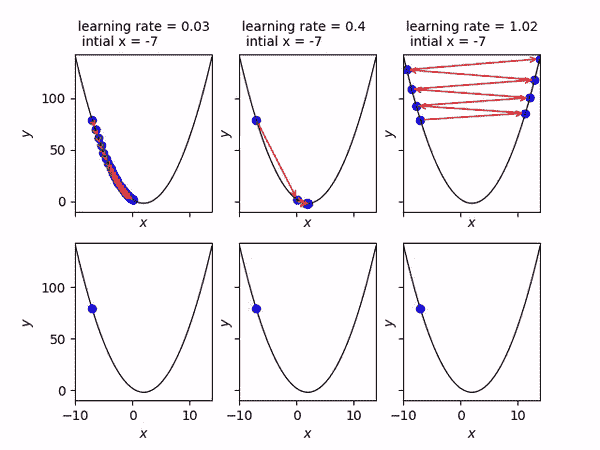 learning rate = 0.03
intial x = -7
learning rate = 0.4
intial x = -7
learning rate = 1.02
intial x = -7
100
50
0
y
x
y
x
y
x
100
50
0
y
−10
0
10
x
y
−10
0
10
x
y
−10
0
10
x